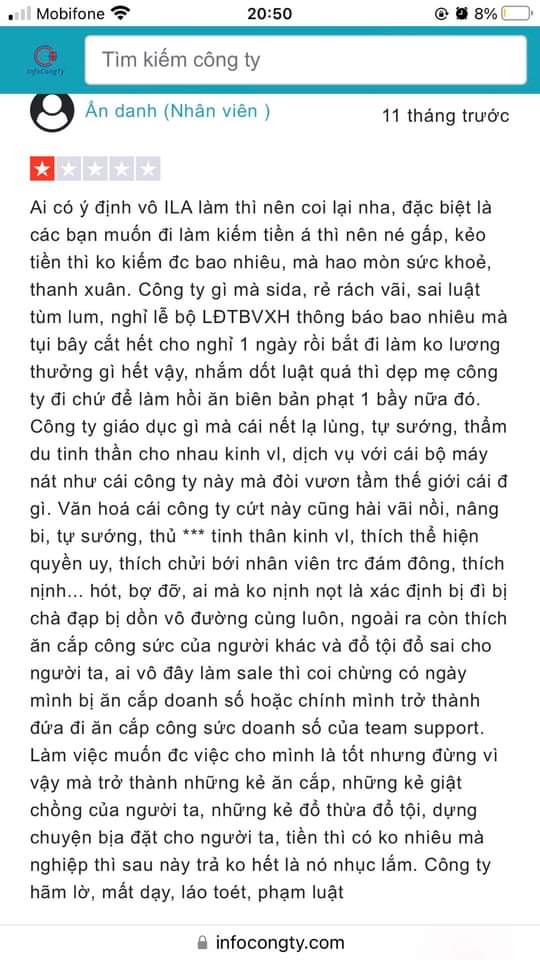 Mobifone
20:50
8%
InfoCongTy
Tìm kiếm công ty
Ẩn danh (Nhân viên )
11 tháng trước
Ai có ý định vô ILA làm thì nên coi lại nha, đặc biệt là
các bạn muốn đi làm kiếm tiền á thì nên né gấp, kẻo
tiền thì ko kiếm đc bao nhiêu, mà hao mòn sức khoẻ,
thanh xuân. Công ty gì mà sida, rẻ rách vãi, sai luật
tùm lum, nghỉ lễ bộ LĐTBVXH thông báo bao nhiêu mà
tụi bây cắt hết cho nghỉ 1 ngày rồi bắt đi làm ko lương
thưởng gì hết vậy, nhắm dốt luật quá thì dẹp mẹ công
ty đi chứ để làm hồi ăn biên bản phạt 1 bầy nữa đó.
Công ty giáo dục gì mà cái nết lạ lùng, tự sướng, thẩm
du tinh thần cho nhau kinh vl, dịch vụ với cái bộ máy
nát như cái công ty này mà đòi vươn tầm thế giới cái đ
gì. Văn hoá cái công ty cứt này cũng hài vãi nồi, nâng
bi, tự sướng, thủ *** tinh thân kinh vl, thích thể hiện
quyền uy, thích chửi bới nhân viên trc đám đông, thích
nịnh... hót, bợ đỡ, ai mà ko nịnh nọt là xác định bị đì bị
chà đạp bị dồn vô đường cùng luôn, ngoài ra còn thích
ăn cắp công sức của người khác và đổ tội đổ sai cho
người ta, ai vô đây làm sale thì coi chừng có ngày
mình bị ăn cắp doanh số hoặc chính mình trở thành
đứa đi ăn cắp công sức doanh số của team support.
Làm việc muốn đc việc cho mình là tốt nhưng đừng vì
vậy mà trở thành những kẻ ăn cắp, những kẻ giật
chồng của người ta, những kẻ đổ thừa đổ tội, dựng
chuyện bịa đặt cho người ta, tiền thì có ko nhiêu mà
nghiệp thì sau này trả ko hết là nó nhục lắm. Công ty
hãm lờ, mất dạy, láo toét, phạm luật
infocongty.com